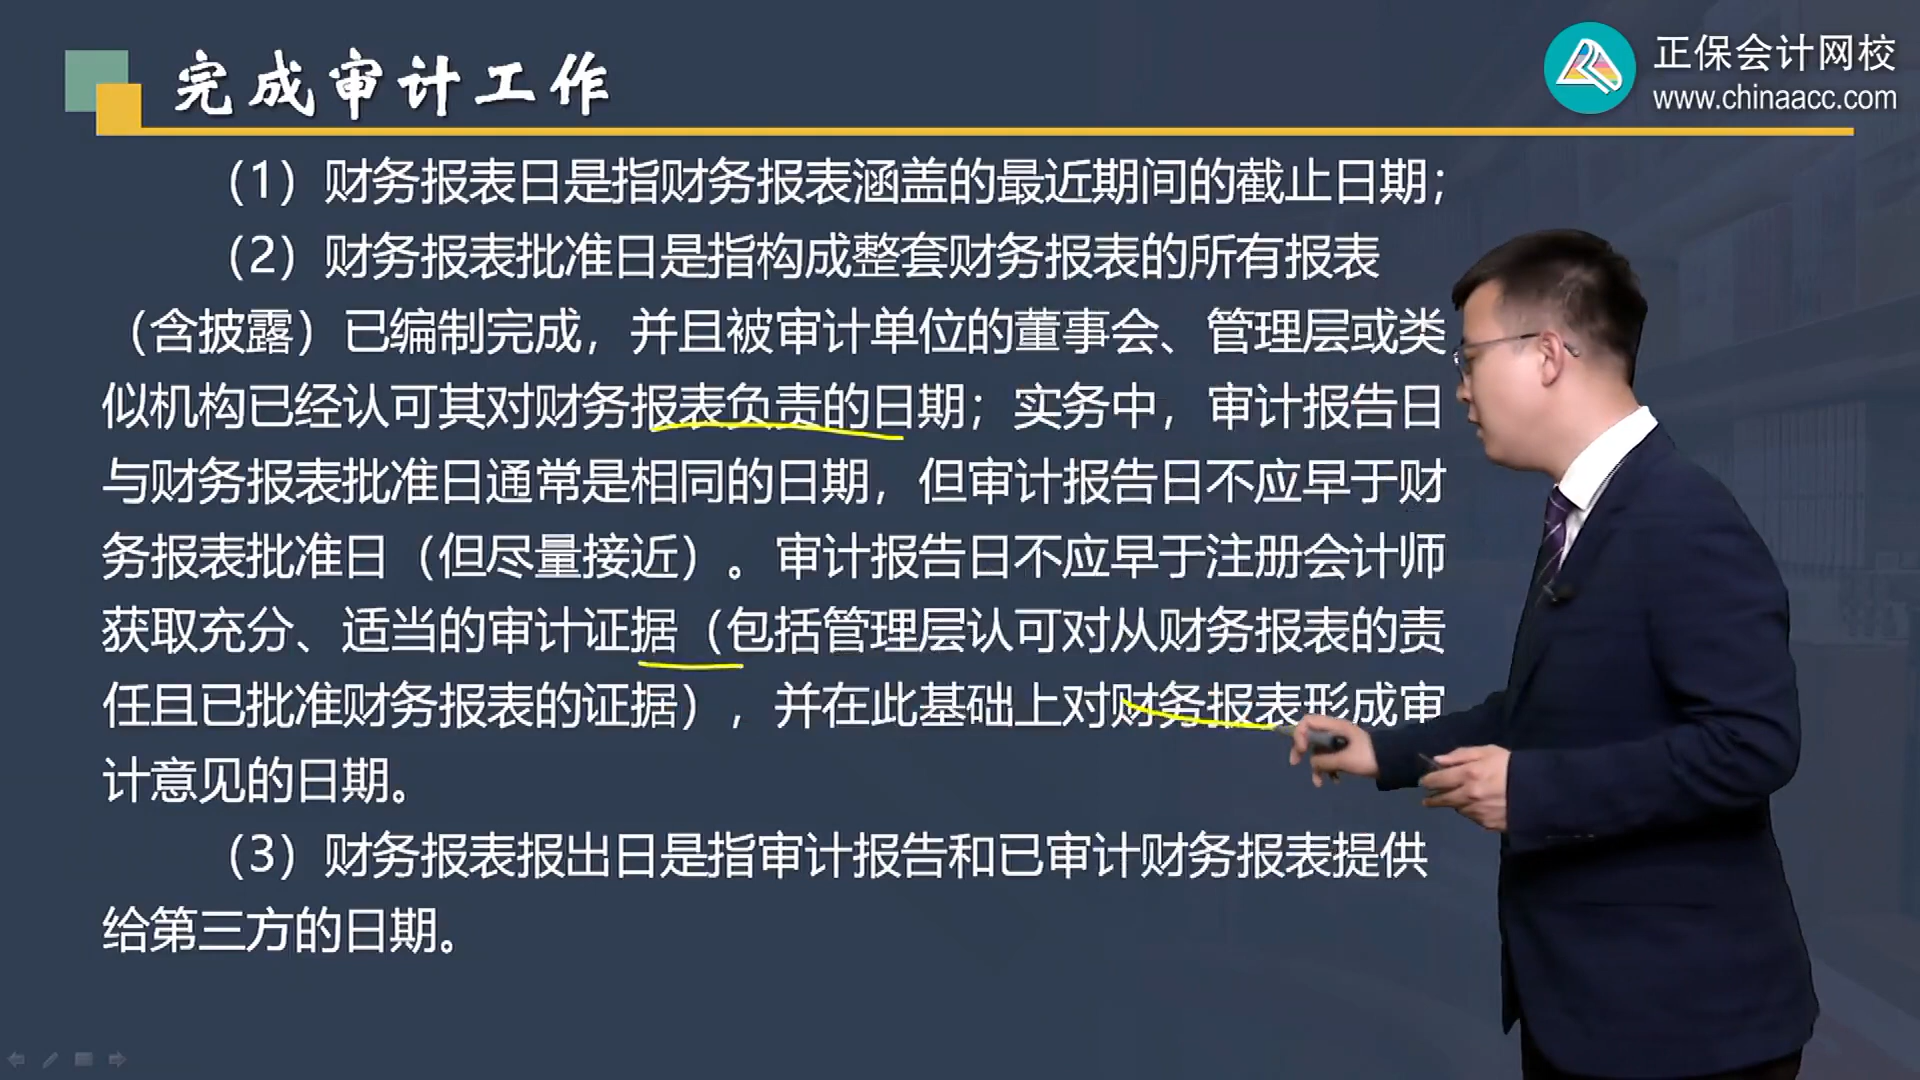 完成审计工作
正保会计网校
www.chinaacc.com
（1）财务报表日是指财务报表涵盖的最近期间的截止日期；
（2）财务报表批准日是指构成整套财务报表的所有报表
（含披露）已编制完成，并且被审计单位的董事会、管理层或类
似机构已经认可其对财务报表负责的日期；实务中，审计报告日
与财务报表批准日通常是相同的日期，但审计报告日不应早于财
务报表批准日（但尽量接近）。审计报告日不应早于注册会计师
获取充分、适当的审计证据（包括管理层认可对从财务报表的责
任且已批准财务报表的证据），并在此基础上对财务报表形成审
计意见的日期。
（3）财务报表报出日是指审计报告和已审计财务报表提供
给第三方的日期。